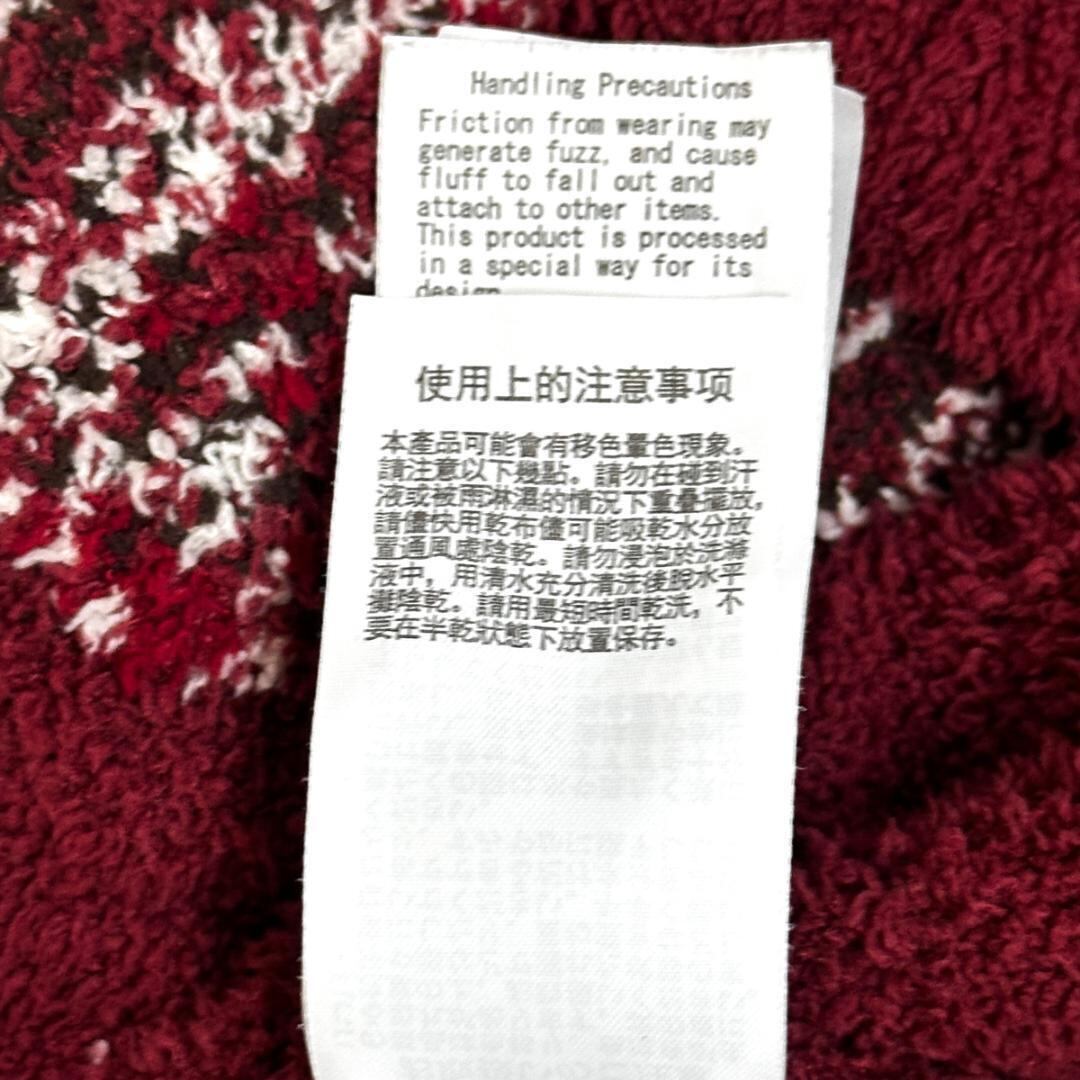 Handling Precautions
Friction from wearing may
generate fuzz, and cause
fluff to fall out and
attach to other items.
This product is processed
in a special way for its
design
使用上的注意事项
本產品可能會有移色暈色現象。
請注意以下幾點。請勿在碰到汗
液或被雨淋濕的情況下重疊擺放，
請儘快用乾布儘可能吸乾水分放
置通風處陰乾。請勿浸泡於洗滌
液中，用清水充分清洗後脫水平
攤陰乾。請用最短時間乾洗，不
要在半乾狀態下放置保存。